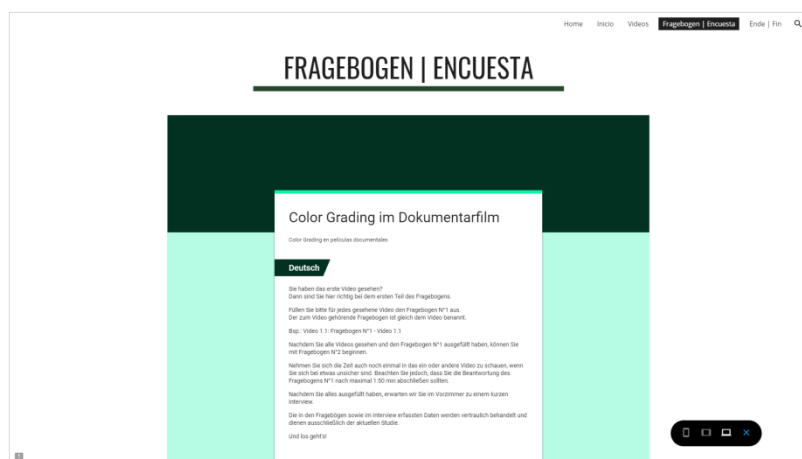 Home Inicio Videos Fragebogen | Encuesta Ende | Fin
FRAGEBOGEN | ENCUESTA
Color Grading im Dokumentarfilm
Color Grading en películas documentales
Deutsch
Sie haben das erste Video gesehen?
Dann sind Sie hier richtig bei dem ersten Teil des Fragebogens.
Füllen Sie bitte für jedes gesehene Video den Fragebogen N°1 aus.
Der zum Video gehörende Fragebogen ist gleich dem Video benannt.
Bsp.: Video 1.1: Fragebogen N°1 - Video 1.1
Nachdem Sie alle Videos gesehen und den Fragebogen N°1 ausgefüllt haben, können Sie
mit Fragebogen N°2 beginnen.
Nehmen Sie sich die Zeit auch noch einmal in das ein oder andere Video zu schauen, wenn
Sie sich bei etwas unsicher sind. Beachten Sie jedoch, dass Sie die Beantwortung des
Fragebogens N°1 nach maximal 1:50 min abschließen sollten.
Nachdem Sie alles ausgefüllt haben, erwarten wir Sie im Vorzimmer zu einem kurzen
Interview.
Die in den Fragebögen sowie im Interview erfassten Daten werden vertraulich behandelt und
dienen ausschließlich der aktuellen Studie.
Und los geht's!